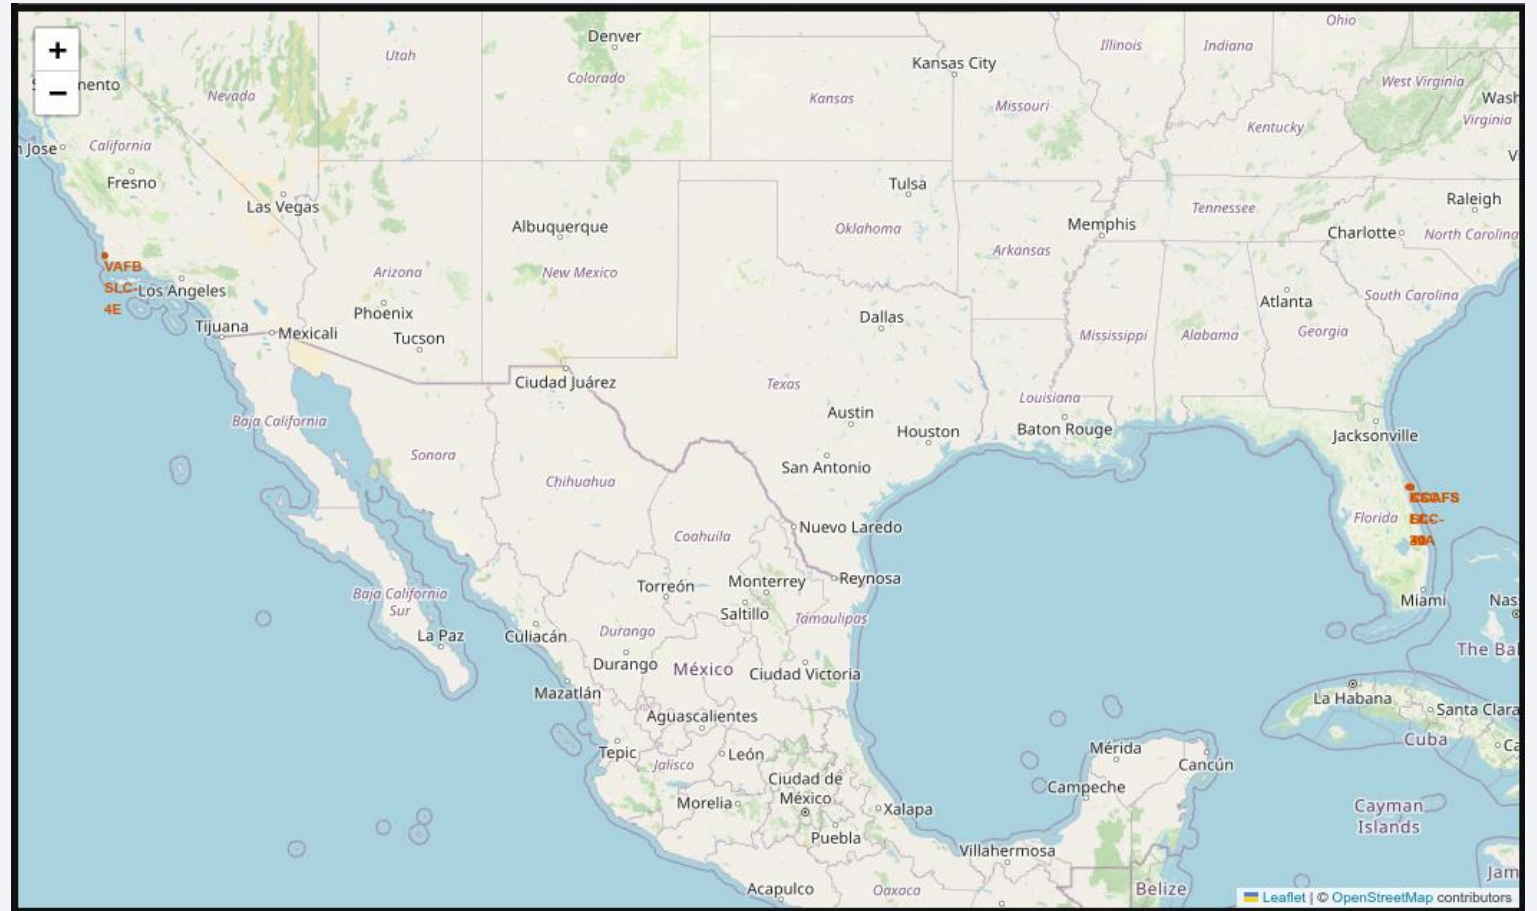 +
−
Ohio
Denver
Utah
Illinois
Indiana
Kansas City
Colorado
West Virginia
Nevada
Kansas
Wash
Missouri
Virginia
Kentucky
California
Jose
Fresno
Tulsa
Las Vegas
Raleigh
Tennessee
Albuquerque
Oklahoma
Memphis
Charlotte
North Carolina
Arkansas
VAFB
SLC-
4E
Los Angeles
Arizona
New Mexico
South Carolina
Atlanta
Phoenix
Dallas
Tijuana
Mexicali
Tucson
Mississippi
Alabama
Georgia
Ciudad Juárez
Texas
Louisiana
Baja California
Austin
Houston
Baton Rouge
Jacksonville
Sonora
San Antonio
Chihuahua
Florida
Nuevo Laredo
Coahuila
Torreón
Monterrey
Reynosa
Baja California
Sur
Saltillo
Tamaulipas
Miami
Nas
La Paz
Culiacán
Durango
Durango
México
Ciudad Victoria
The Ba
Mazatlán
La Habana
Santa Clara
Aguascalientes
Cuba
Tepic
León
Mérida
Jalisco
Cancún
Ciudad de
México
Campeche
Morelia
Xalapa
Cayman
Islands
Puebla
Villahermosa
Acapulco
Oaxaca
Belize
Jam
Leaflet | © OpenStreetMap contributors